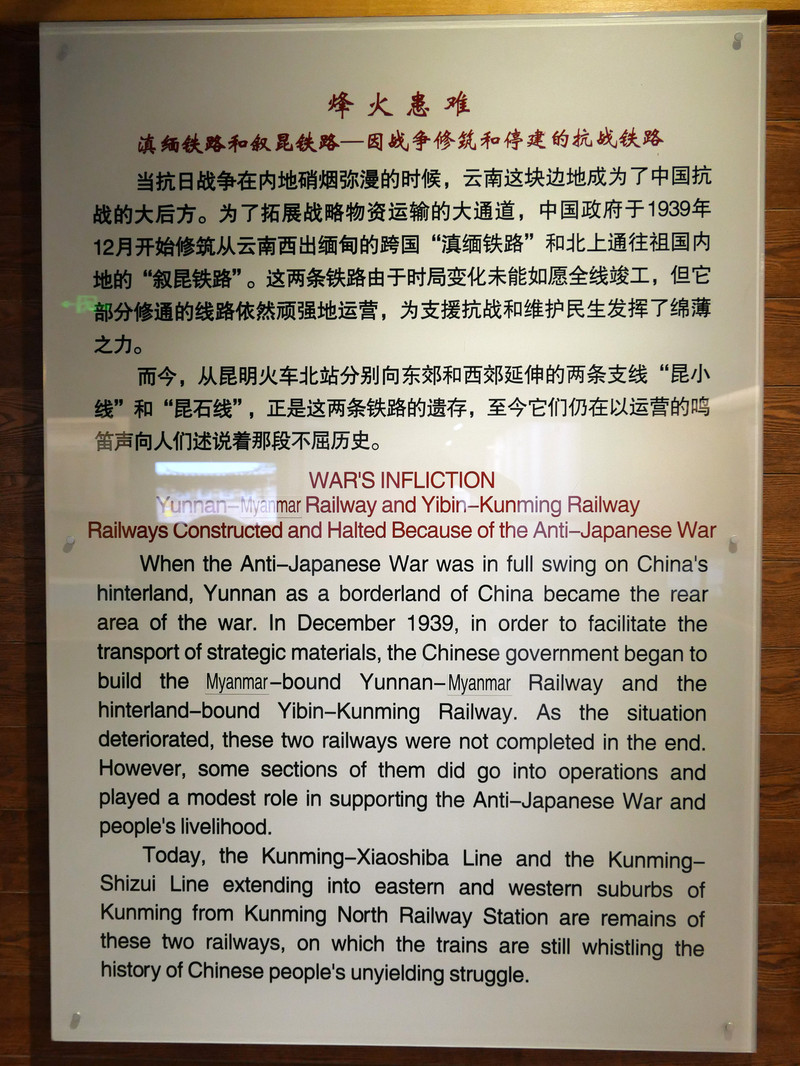 烽火患难
滇缅铁路和叙昆铁路—因战争修筑和停建的抗战铁路
当抗日战争在内地硝烟弥漫的时候，云南这块边地成为了中国抗
战的大后方。为了拓展战略物资运输的大通道，中国政府于1939年
12月开始修筑从云南西出缅甸的跨国“滇缅铁路”和北上通往祖国内
地的“叙昆铁路”。这两条铁路由于时局变化未能如愿全线竣工，但它
部分修通的线路依然顽强地运营，为支援抗战和维护民生发挥了绵薄
之力。
而今，从昆明火车北站分别向东郊和西郊延伸的两条支线“昆小
线”和“昆石线”，正是这两条铁路的遗存，至今它们仍在以运营的鸣
笛声向人们述说着那段不屈历史。
WAR'S INFLICTION
Yunnan–Myanmar Railway and Yibin–Kunming Railway
Railways Constructed and Halted Because of the Anti–Japanese War
When the Anti–Japanese War was in full swing on China's
hinterland, Yunnan as a borderland of China became the rear
area of the war. In December 1939, in order to facilitate the
transport of strategic materials, the Chinese government began to
build the Myanmar–bound Yunnan–Myanmar Railway and the
hinterland–bound Yibin–Kunming Railway. As the situation
deteriorated, these two railways were not completed in the end.
However, some sections of them did go into operations and
played a modest role in supporting the Anti–Japanese War and
people's livelihood.
Today, the Kunming–Xiaoshiba Line and the Kunming–
Shizui Line extending into eastern and western suburbs of
Kunming from Kunming North Railway Station are remains of
these two railways, on which the trains are still whistling the
history of Chinese people's unyielding struggle.